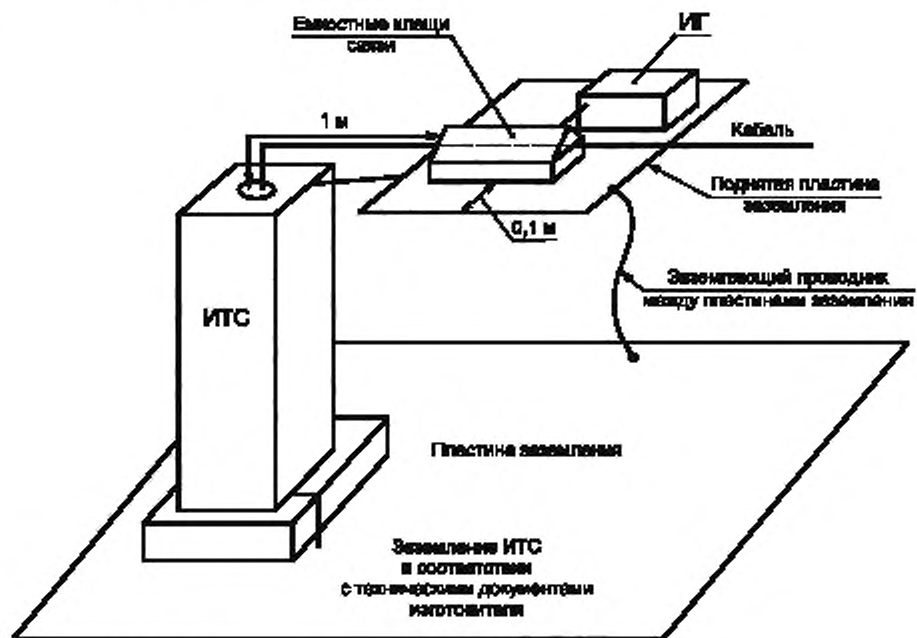 Емкостные клещи
связи
ИГ
1 м
Кабель
Поднятая пластина
заземления
0,1 м
Заземляющий проводник
между пластинами заземления
ИТС
Пластина заземления
Заземление ИТС
в соответствии
с техническими документами
изготовителя